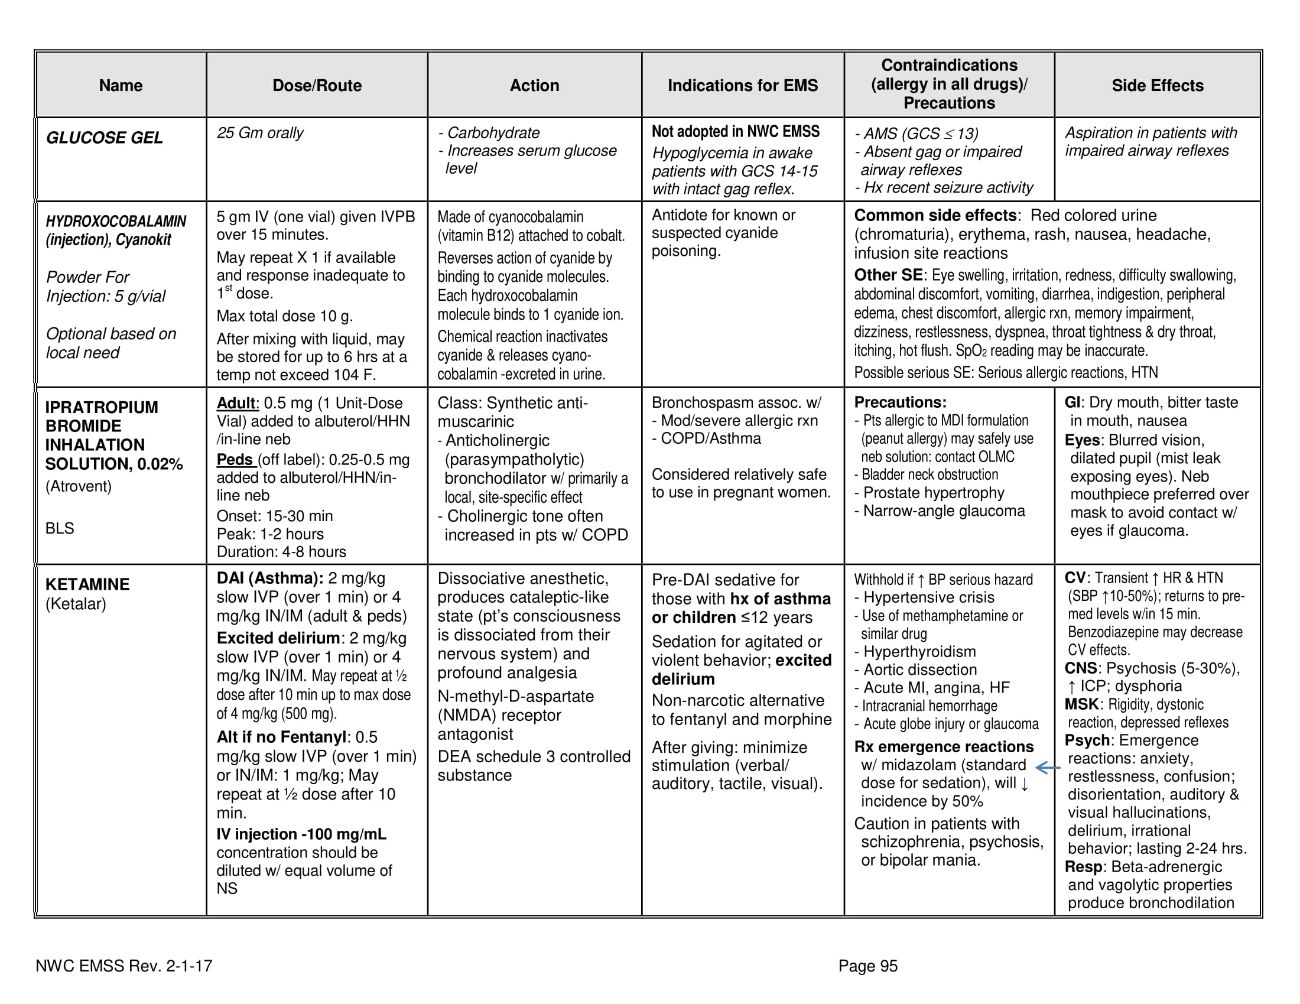 Name
Dose/Route
Action
Indications for EMS
Contraindications
(allergy in all drugs)/
Precautions
Side Effects
GLUCOSE GEL
25 Gm orally
- Carbohydrate
- Increases serum glucose
level
Not adopted in NWC EMSS
Hypoglycemia in awake
patients with GCS 14-15
with intact gag reflex.
- AMS (GCS ≤ 13)
- Absent gag or impaired
airway reflexes
- Hx recent seizure activity
Aspiration in patients with
impaired airway reflexes
HYDROXOCOBALAMIN
(injection), Cyanokit
Powder For
Injection: 5 g/vial
Optional based on
local need
5 gm IV (one vial) given IVPB
over 15 minutes.
May repeat X 1 if available
and response inadequate to
1st dose.
Max total dose 10 g.
After mixing with liquid, may
be stored for up to 6 hrs at a
temp not exceed 104 F.
Made of cyanocobalamin
(vitamin B12) attached to cobalt.
Reverses action of cyanide by
binding to cyanide molecules.
Each hydroxocobalamin
molecule binds to 1 cyanide ion.
Chemical reaction inactivates
cyanide & releases cyano-
cobalamin -excreted in urine.
Antidote for known or
suspected cyanide
poisoning.
Common side effects: Red colored urine
(chromaturia), erythema, rash, nausea, headache,
infusion site reactions
Other SE: Eye swelling, irritation, redness, difficulty swallowing,
abdominal discomfort, vomiting, diarrhea, indigestion, peripheral
edema, chest discomfort, allergic rxn, memory impairment,
dizziness, restlessness, dyspnea, throat tightness & dry throat,
itching, hot flush. SpO2 reading may be inaccurate.
Possible serious SE: Serious allergic reactions, HTN
IPRATROPIUM
BROMIDE
INHALATION
SOLUTION, 0.02%
(Atrovent)
BLS
Adult: 0.5 mg (1 Unit-Dose
Vial) added to albuterol/HHN
/in-line neb
Peds (off label): 0.25-0.5 mg
added to albuterol/HHN/in-
line neb
Onset: 15-30 min
Peak: 1-2 hours
Duration: 4-8 hours
Class: Synthetic anti-
muscarinic
- Anticholinergic
(parasympatholytic)
bronchodilator w/ primarily a
local, site-specific effect
- Cholinergic tone often
increased in pts w/ COPD
Bronchospasm assoc. w/
- Mod/severe allergic rxn
- COPD/Asthma
Considered relatively safe
to use in pregnant women.
Precautions:
- Pts allergic to MDI formulation
(peanut allergy) may safely use
neb solution: contact OLMC
- Bladder neck obstruction
- Prostate hypertrophy
- Narrow-angle glaucoma
GI: Dry mouth, bitter taste
in mouth, nausea
Eyes: Blurred vision,
dilated pupil (mist leak
exposing eyes). Neb
mouthpiece preferred over
mask to avoid contact w/
eyes if glaucoma.
KETAMINE
(Ketalar)
DAI (Asthma): 2 mg/kg
slow IVP (over 1 min) or 4
mg/kg IN/IM (adult & peds)
Excited delirium: 2 mg/kg
slow IVP (over 1 min) or 4
mg/kg IN/IM. May repeat at ½
dose after 10 min up to max dose
of 4 mg/kg (500 mg).
Alt if no Fentanyl: 0.5
mg/kg slow IVP (over 1 min)
or IN/IM: 1 mg/kg; May
repeat at ½ dose after 10
min.
IV injection -100 mg/mL
concentration should be
diluted w/ equal volume of
NS
Dissociative anesthetic,
produces cataleptic-like
state (pt's consciousness
is dissociated from their
nervous system) and
profound analgesia
N-methyl-D-aspartate
(NMDA) receptor
antagonist
DEA schedule 3 controlled
substance
Pre-DAI sedative for
those with hx of asthma
or children ≤12 years
Sedation for agitated or
violent behavior; excited
delirium
Non-narcotic alternative
to fentanyl and morphine
After giving: minimize
stimulation (verbal/
auditory, tactile, visual).
Withhold if ↑ BP serious hazard
- Hypertensive crisis
- Use of methamphetamine or
similar drug
- Hyperthyroidism
- Aortic dissection
- Acute MI, angina, HF
- Intracranial hemorrhage
- Acute globe injury or glaucoma
Rx emergence reactions
w/ midazolam (standard
dose for sedation), will ↓
incidence by 50%
Caution in patients with
schizophrenia, psychosis,
or bipolar mania.
CV: Transient ↑ HR & HTN
(SBP ↑10-50%); returns to pre-
med levels w/in 15 min.
Benzodiazepine may decrease
CV effects.
CNS: Psychosis (5-30%),
↑ ICP; dysphoria
MSK: Rigidity, dystonic
reaction, depressed reflexes
Psych: Emergence
reactions: anxiety,
restlessness, confusion;
disorientation, auditory &
visual hallucinations,
delirium, irrational
behavior; lasting 2-24 hrs.
Resp: Beta-adrenergic
and vagolytic properties
produce bronchodilation
NWC EMSS Rev. 2-1-17
Page 95